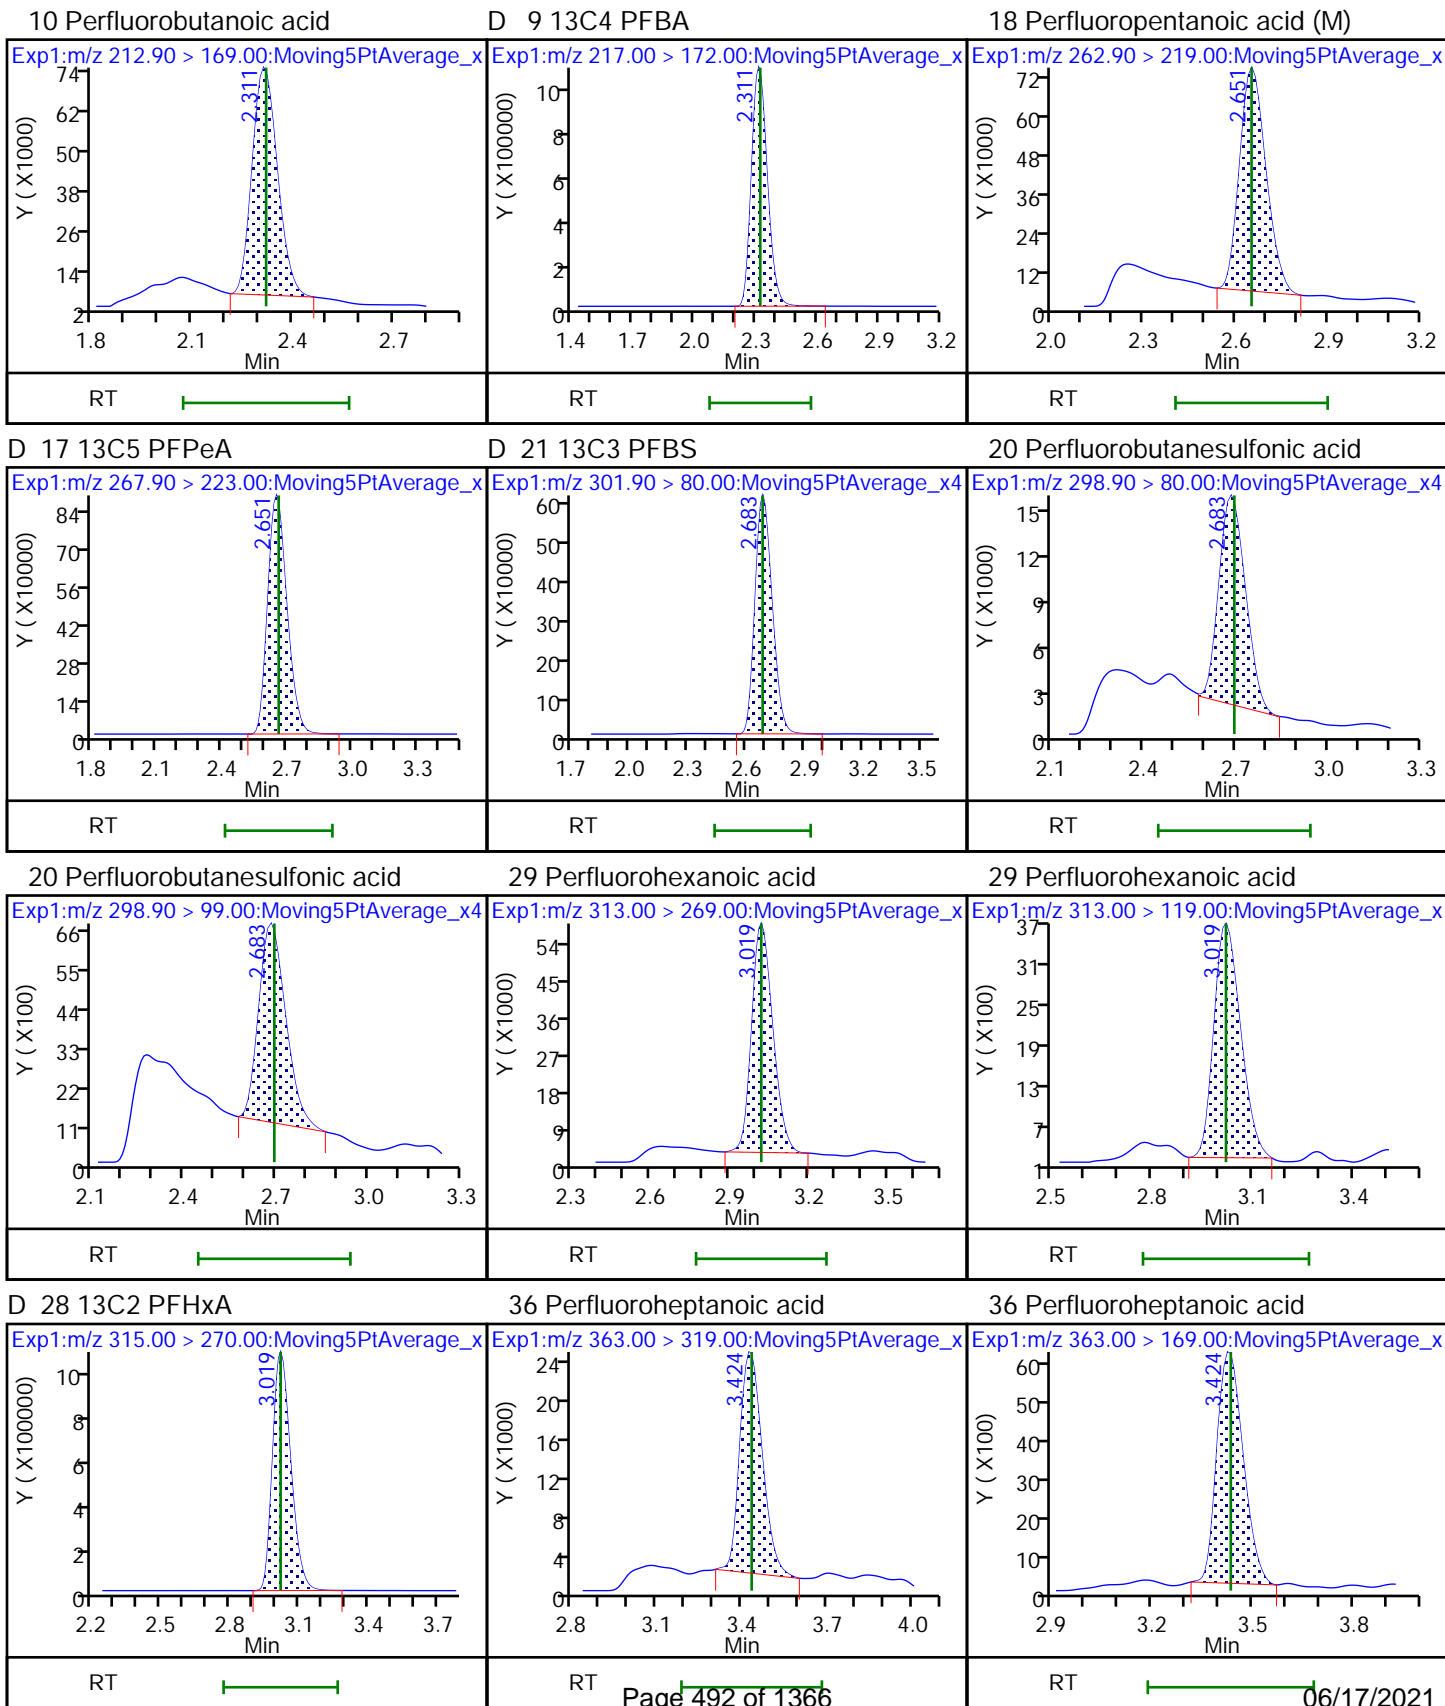 10 Perfluorobutanoic acid
Exp1:m/z 212.90 > 169.00:Moving5PtAverage_x
2.311
Y ( X1000)
74
62
50
38
26
14
2
1.8 2.1 2.4 2.7
Min
RT
D 9 13C4 PFBA
Exp1:m/z 217.00 > 172.00:Moving5PtAverage_x
2.311
Y ( X100000)
10
8
6
4
2
0
1.4 1.7 2.0 2.3 2.6 2.9 3.2
Min
RT
18 Perfluoropentanoic acid (M)
Exp1:m/z 262.90 > 219.00:Moving5PtAverage_x
2.651
Y ( X1000)
72
60
48
36
24
12
0
2.0 2.3 2.6 2.9 3.2
Min
RT
D 17 13C5 PFPeA
Exp1:m/z 267.90 > 223.00:Moving5PtAverage_x
2.651
Y ( X10000)
84
70
56
42
28
14
0
1.8 2.1 2.4 2.7 3.0 3.3
Min
RT
D 21 13C3 PFBS
Exp1:m/z 301.90 > 80.00:Moving5PtAverage_x4
2.683
Y ( X10000)
60
50
40
30
20
10
0
1.7 2.0 2.3 2.6 2.9 3.2 3.5
Min
RT
20 Perfluorobutanesulfonic acid
Exp1:m/z 298.90 > 80.00:Moving5PtAverage_x4
2.683
Y ( X1000)
15
12
9
6
3
0
2.1 2.4 2.7 3.0 3.3
Min
RT
20 Perfluorobutanesulfonic acid
Exp1:m/z 298.90 > 99.00:Moving5PtAverage_x4
2.683
Y ( X100)
66
55
44
33
22
11
0
2.1 2.4 2.7 3.0 3.3
Min
RT
29 Perfluorohexanoic acid
Exp1:m/z 313.00 > 269.00:Moving5PtAverage_x
3.019
Y ( X1000)
54
45
36
27
18
9
0
2.3 2.6 2.9 3.2 3.5
Min
RT
29 Perfluorohexanoic acid
Exp1:m/z 313.00 > 119.00:Moving5PtAverage_x
3.019
Y ( X100)
37
31
25
19
13
7
1
2.5 2.8 3.1 3.4
Min
RT
D 28 13C2 PFHxA
Exp1:m/z 315.00 > 270.00:Moving5PtAverage_x
3.019
Y ( X100000)
10
8
6
4
2
0
2.2 2.5 2.8 3.1 3.4 3.7
Min
RT
36 Perfluoroheptanoic acid
Exp1:m/z 363.00 > 319.00:Moving5PtAverage_x
3.424
Y ( X1000)
24
20
16
12
8
4
0
2.8 3.1 3.4 3.7 4.0
Min
RT
36 Perfluoroheptanoic acid
Exp1:m/z 363.00 > 169.00:Moving5PtAverage_x
3.424
Y ( X100)
60
50
40
30
20
10
0
2.9 3.2 3.5 3.8
Min
RT
Page 492 of 1366
06/17/2021